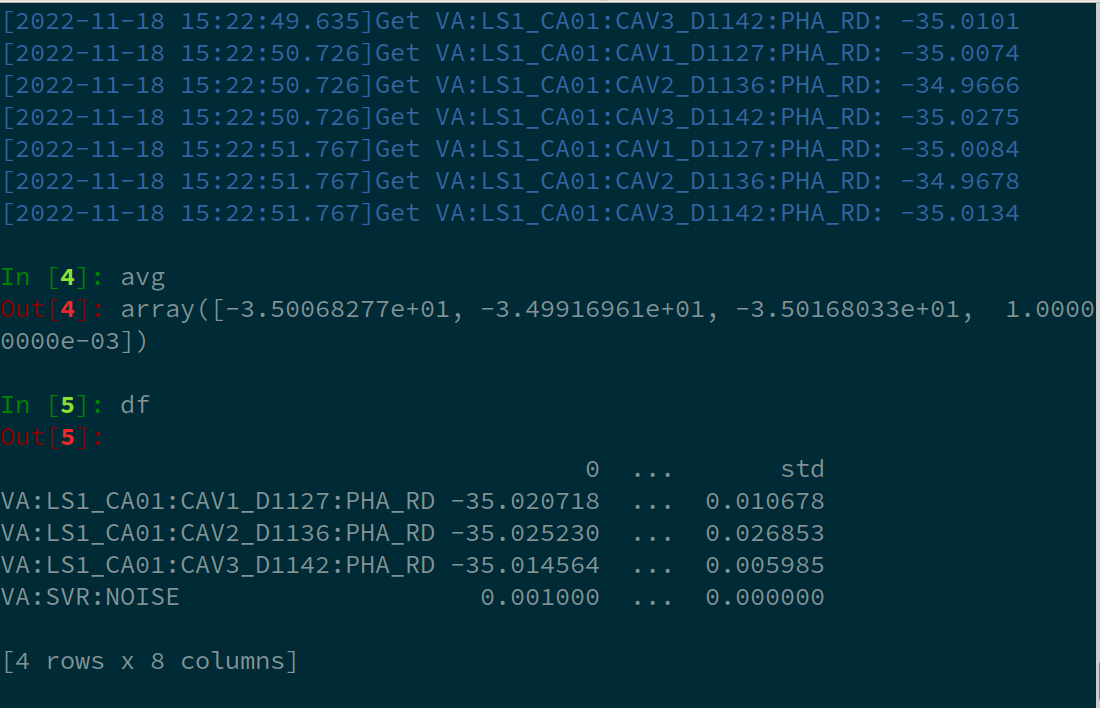 [2022-11-18 15:22:49.635]Get VA:LS1_CA01:CAV3_D1142:PHA_RD: -35.0101
[2022-11-18 15:22:50.726]Get VA:LS1_CA01:CAV1_D1127:PHA_RD: -35.0074
[2022-11-18 15:22:50.726]Get VA:LS1_CA01:CAV2_D1136:PHA_RD: -34.9666
[2022-11-18 15:22:50.726]Get VA:LS1_CA01:CAV3_D1142:PHA_RD: -35.0275
[2022-11-18 15:22:51.767]Get VA:LS1_CA01:CAV1_D1127:PHA_RD: -35.0084
[2022-11-18 15:22:51.767]Get VA:LS1_CA01:CAV2_D1136:PHA_RD: -34.9678
[2022-11-18 15:22:51.767]Get VA:LS1_CA01:CAV3_D1142:PHA_RD: -35.0134
In [4]: avg
Out[4]: array([-3.50068277e+01, -3.49916961e+01, -3.50168033e+01,  1.0000
0000e-03])
In [5]: df
Out[5]:
0  ...       std
VA:LS1_CA01:CAV1_D1127:PHA_RD -35.020718  ...  0.010678
VA:LS1_CA01:CAV2_D1136:PHA_RD -35.025230  ...  0.026853
VA:LS1_CA01:CAV3_D1142:PHA_RD -35.014564  ...  0.005985
VA:SVR:NOISE                    0.001000  ...  0.000000
[4 rows x 8 columns]